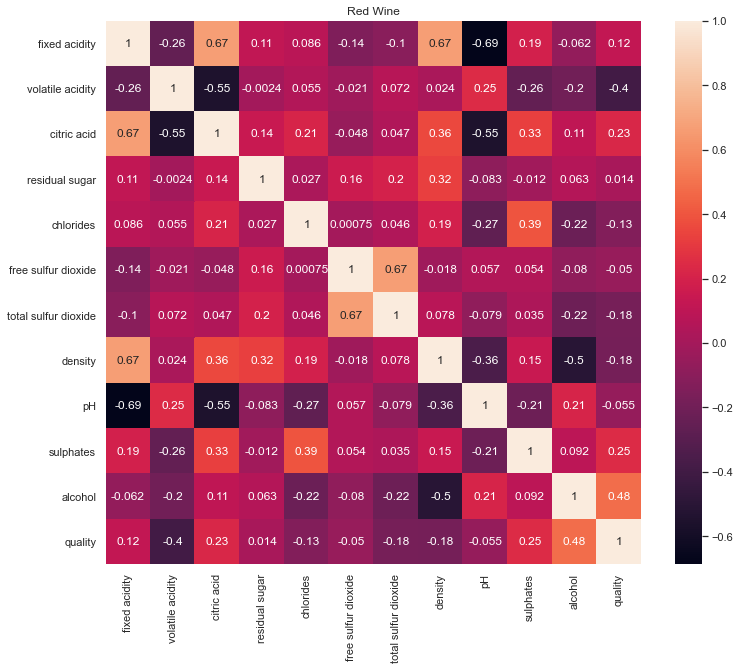 Red Wine
fixed acidity 1 -0.26 0.67 0.11 0.086 -0.14 -0.1 0.67 -0.69 0.19 -0.062 0.12
volatile acidity -0.26 1 -0.55 -0.0024 0.055 -0.021 0.072 0.024 0.25 -0.26 -0.2 -0.4
citric acid 0.67 -0.55 1 0.14 0.21 -0.048 0.047 0.36 -0.55 0.33 0.11 0.23
residual sugar 0.11 -0.0024 0.14 1 0.027 0.16 0.2 0.32 -0.083 -0.012 0.063 0.014
chlorides 0.086 0.055 0.21 0.027 1 0.00075 0.046 0.19 -0.27 0.39 -0.22 -0.13
free sulfur dioxide -0.14 -0.021 -0.048 0.16 0.00075 1 0.67 -0.018 0.057 0.054 -0.08 -0.05
total sulfur dioxide -0.1 0.072 0.047 0.2 0.046 0.67 1 0.078 -0.079 0.035 -0.22 -0.18
density 0.67 0.024 0.36 0.32 0.19 -0.018 0.078 1 -0.36 0.15 -0.5 -0.18
pH -0.69 0.25 -0.55 -0.083 -0.27 0.057 -0.079 -0.36 1 -0.21 0.21 -0.055
sulphates 0.19 -0.26 0.33 -0.012 0.39 0.054 0.035 0.15 -0.21 1 0.092 0.25
alcohol -0.062 -0.2 0.11 0.063 -0.22 -0.08 -0.22 -0.5 0.21 0.092 1 0.48
quality 0.12 -0.4 0.23 0.014 -0.13 -0.05 -0.18 -0.18 -0.055 0.25 0.48 1
fixed acidity
volatile acidity
citric acid
residual sugar
chlorides
free sulfur dioxide
total sulfur dioxide
density
pH
sulphates
alcohol
quality
1.0
0.8
0.6
0.4
0.2
0.0
−0.2
−0.4
−0.6